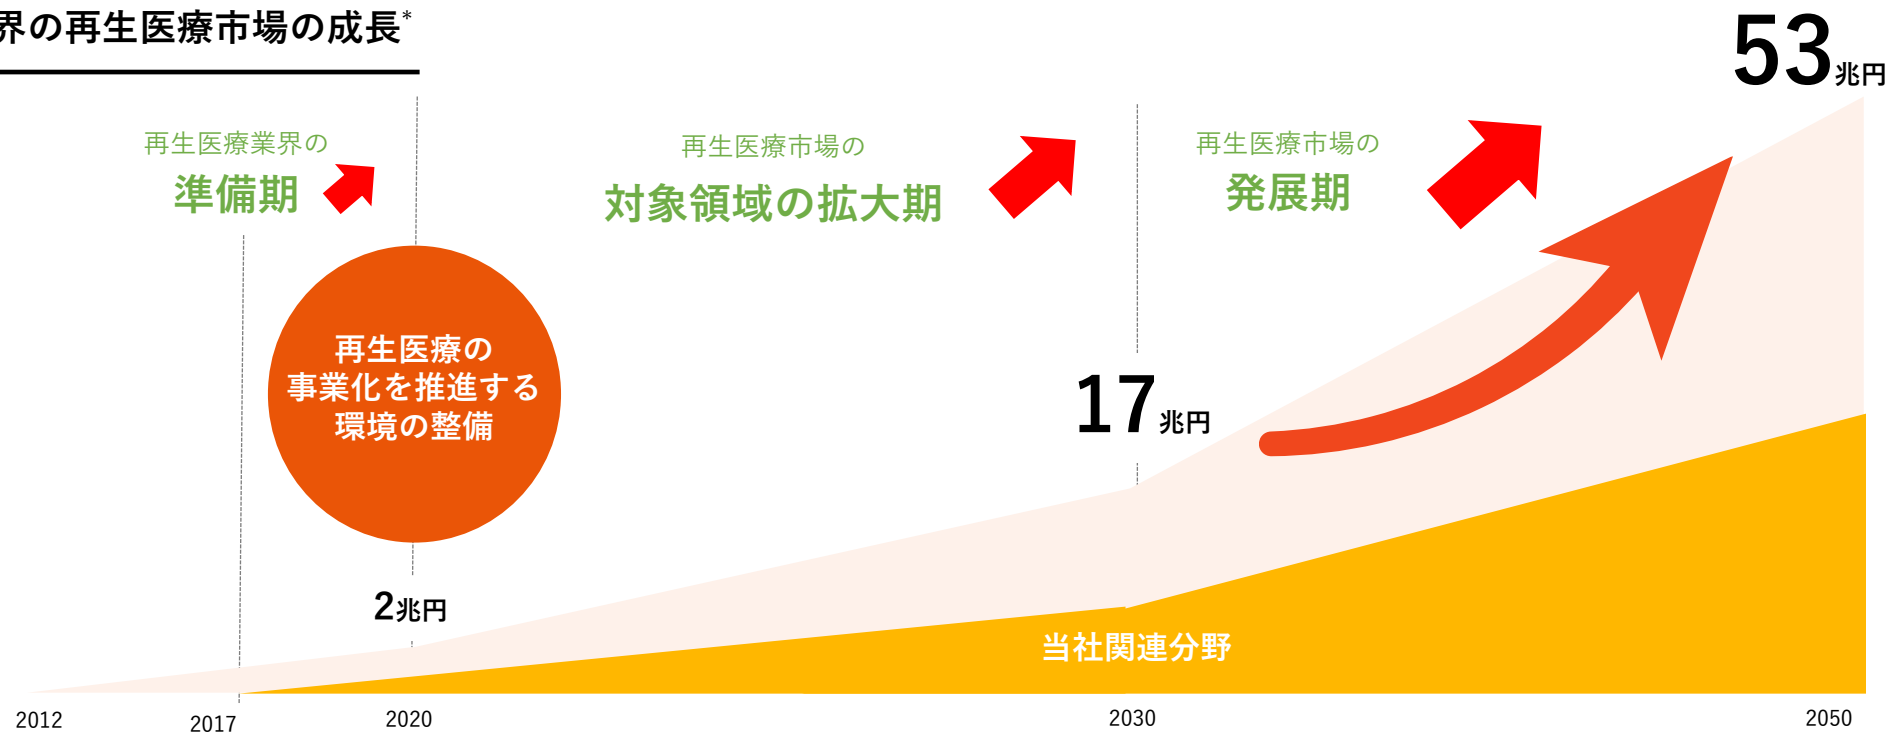 界の再生医療市場の成長*
53兆円
再生医療業界の
準備期
再生医療市場の
対象領域の拡大期
再生医療市場の
発展期
再生医療の
事業化を推進する
環境の整備
17兆円
2兆円
当社関連分野
2012
2017
2020
2030
2050